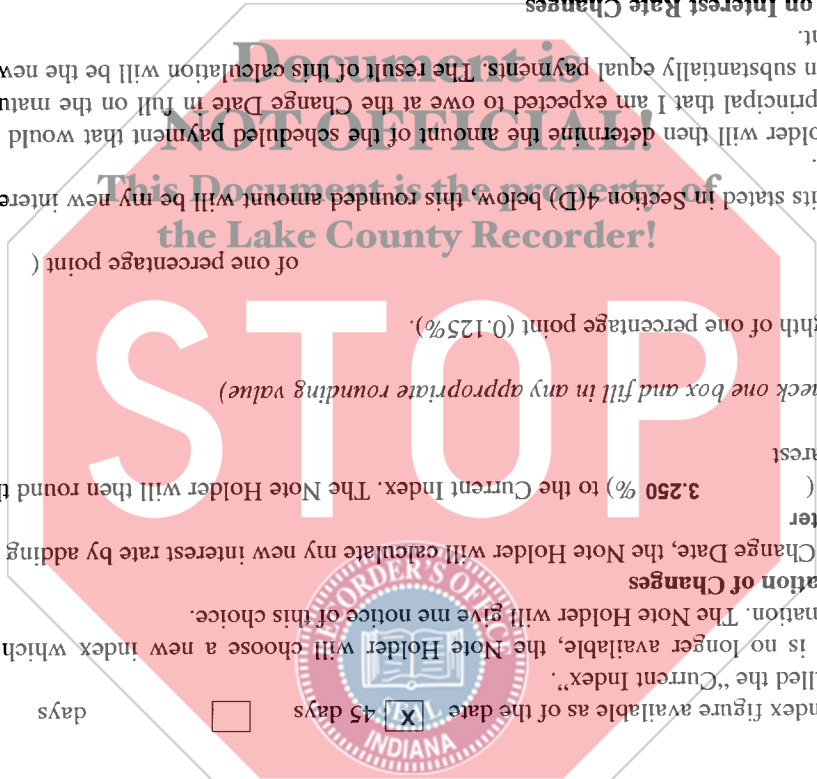 Document is
NOT OFFICIAL!
This Document is the property of
the Lake County Recorder!
STOP
RECORDER'S OFFICE
SEAL
INDIANA
ndex figure available as of the date X 45 days days
lled the “Current Index”.
is no longer available, the Note Holder will choose a new index which
nation. The Note Holder will give me notice of this choice.
ation of Changes
Change Date, the Note Holder will calculate my new interest rate by adding
ter
( 3.250 %) to the Current Index. The Note Holder will then round th
arest
heck one box and fill in any appropriate rounding value)
ghth of one percentage point (0.125%).
of one percentage point (
its stated in Section 4(D) below, this rounded amount will be my new intere
.
older will then determine the amount of the scheduled payment that would
principal that I am expected to owe at the Change Date in full on the matu
n substantially equal payments. The result of this calculation will be the new
nt.
on Interest Rate Changes